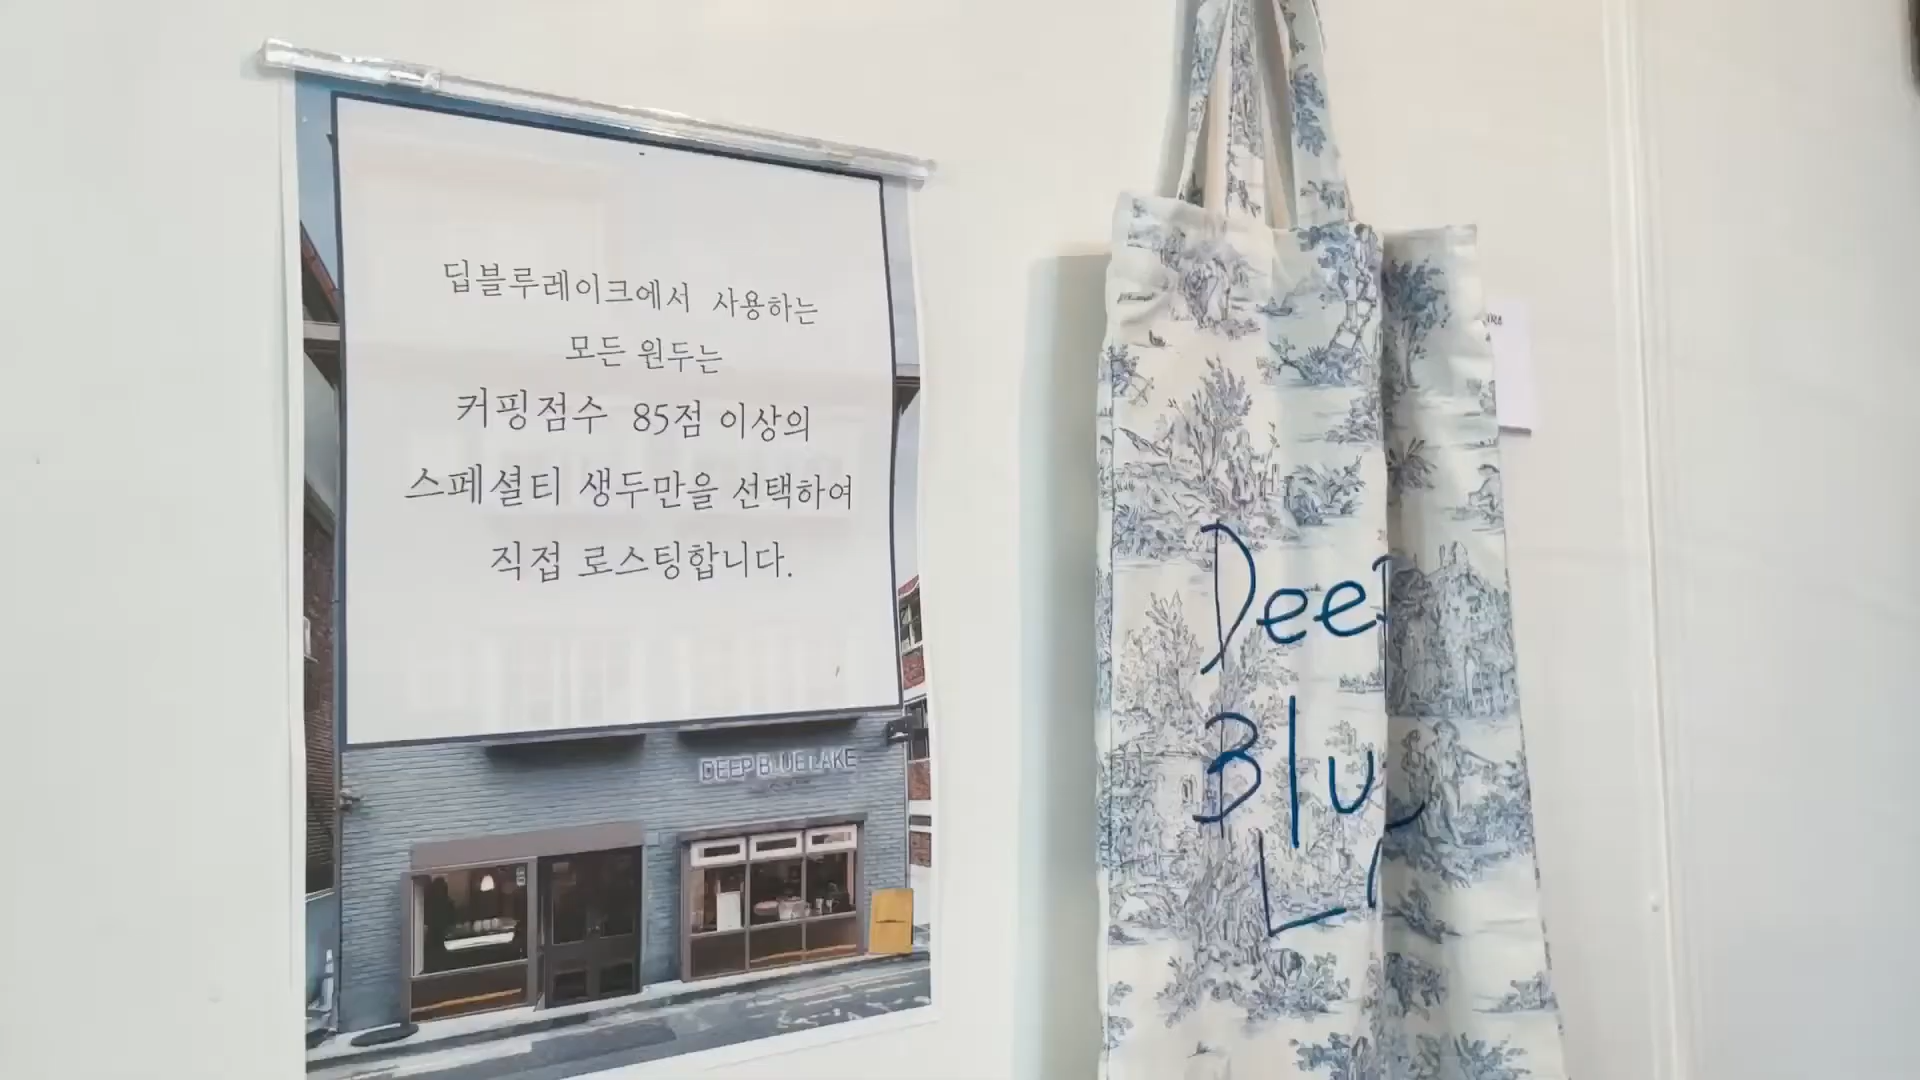 딥블루레이크에서 사용하는
모든 원두는
커핑점수 85점 이상의
스페셜티 생두만을 선택하여
직접 로스팅합니다.
DEEP BLUE LAKE
Deep
Blue